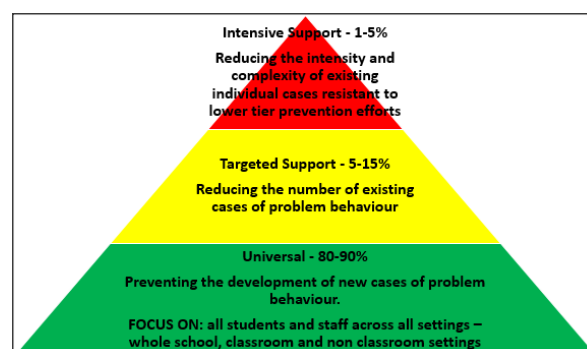 Intensive Support - 1-5%
Reducing the intensity and
complexity of existing
individual cases resistant to
lower tier prevention efforts
Targeted Support - 5-15%
Reducing the number of existing
cases of problem behaviour
Universal - 80-90%
Preventing the development of new cases of problem
behaviour.
FOCUS ON: all students and staff across all settings –
whole school, classroom and non classroom settings